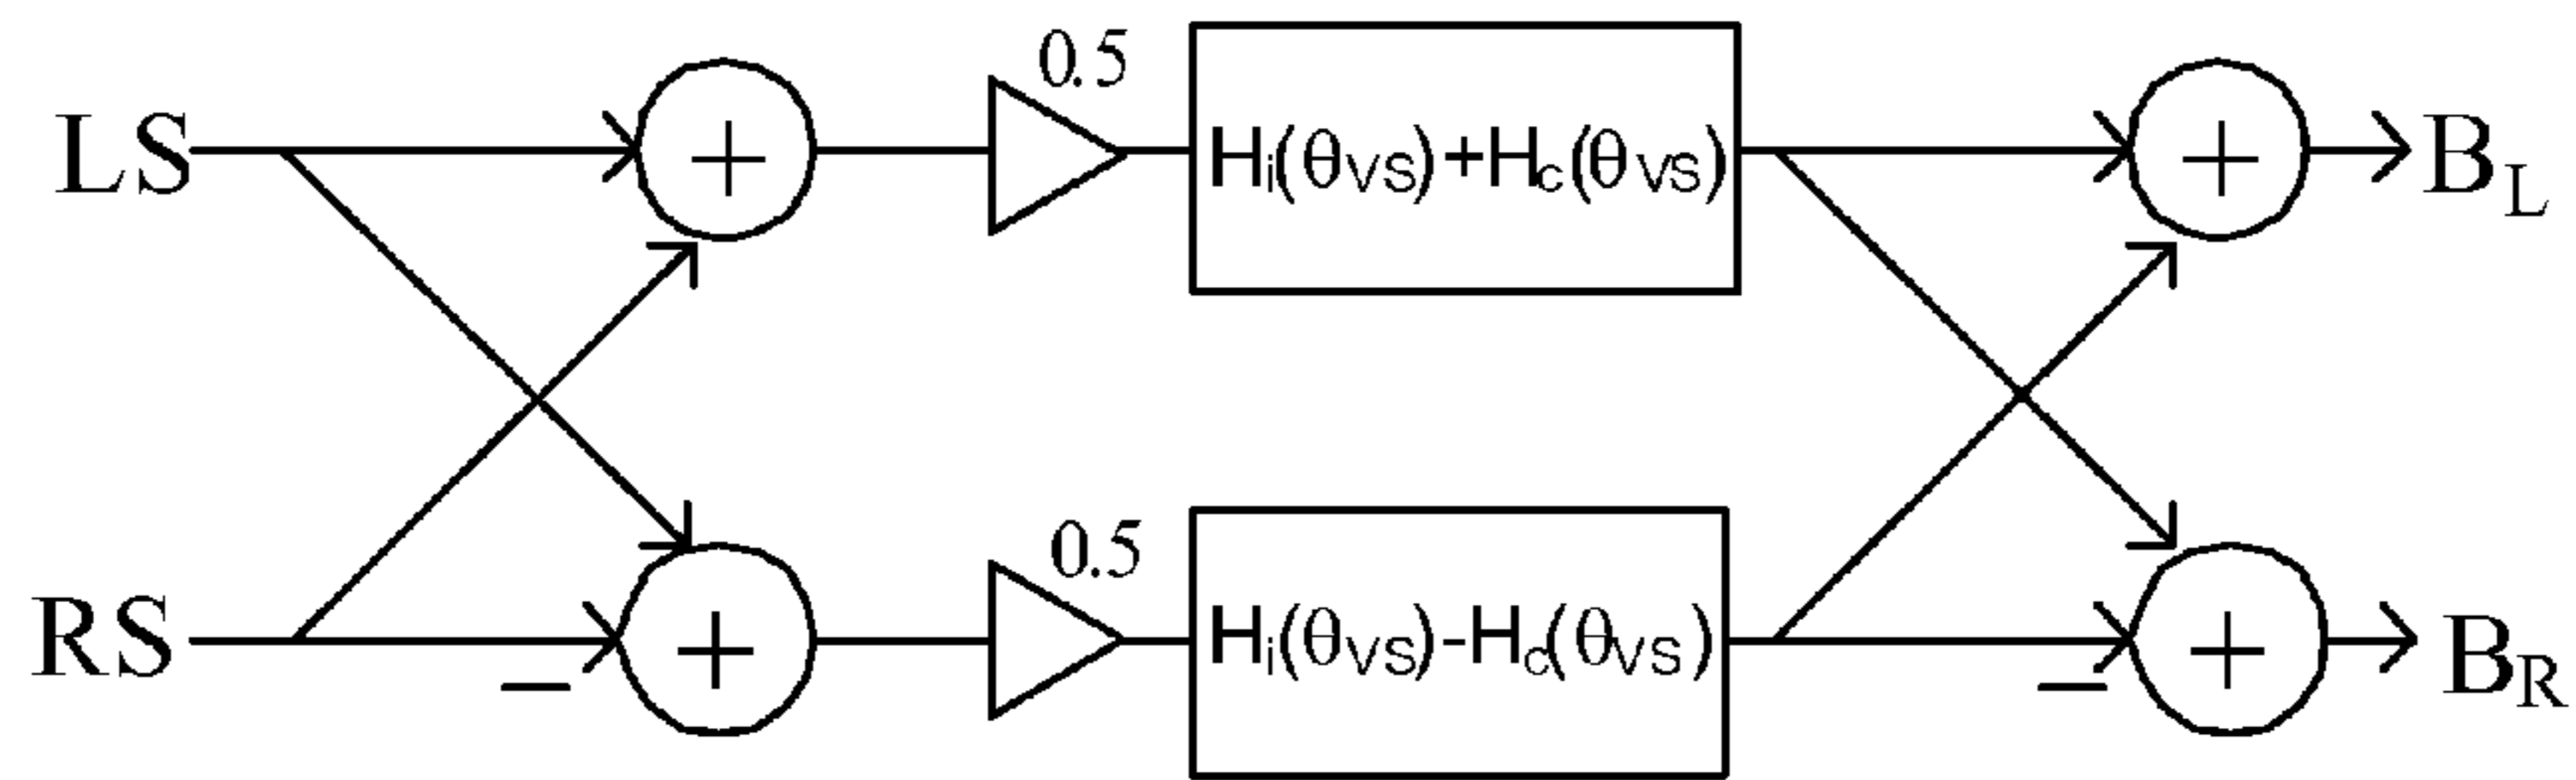 0.5
LS + Hi(θVS)+Hc(θVS) + BL
0.5
RS − + Hi(θVS)-Hc(θVS) − + BR